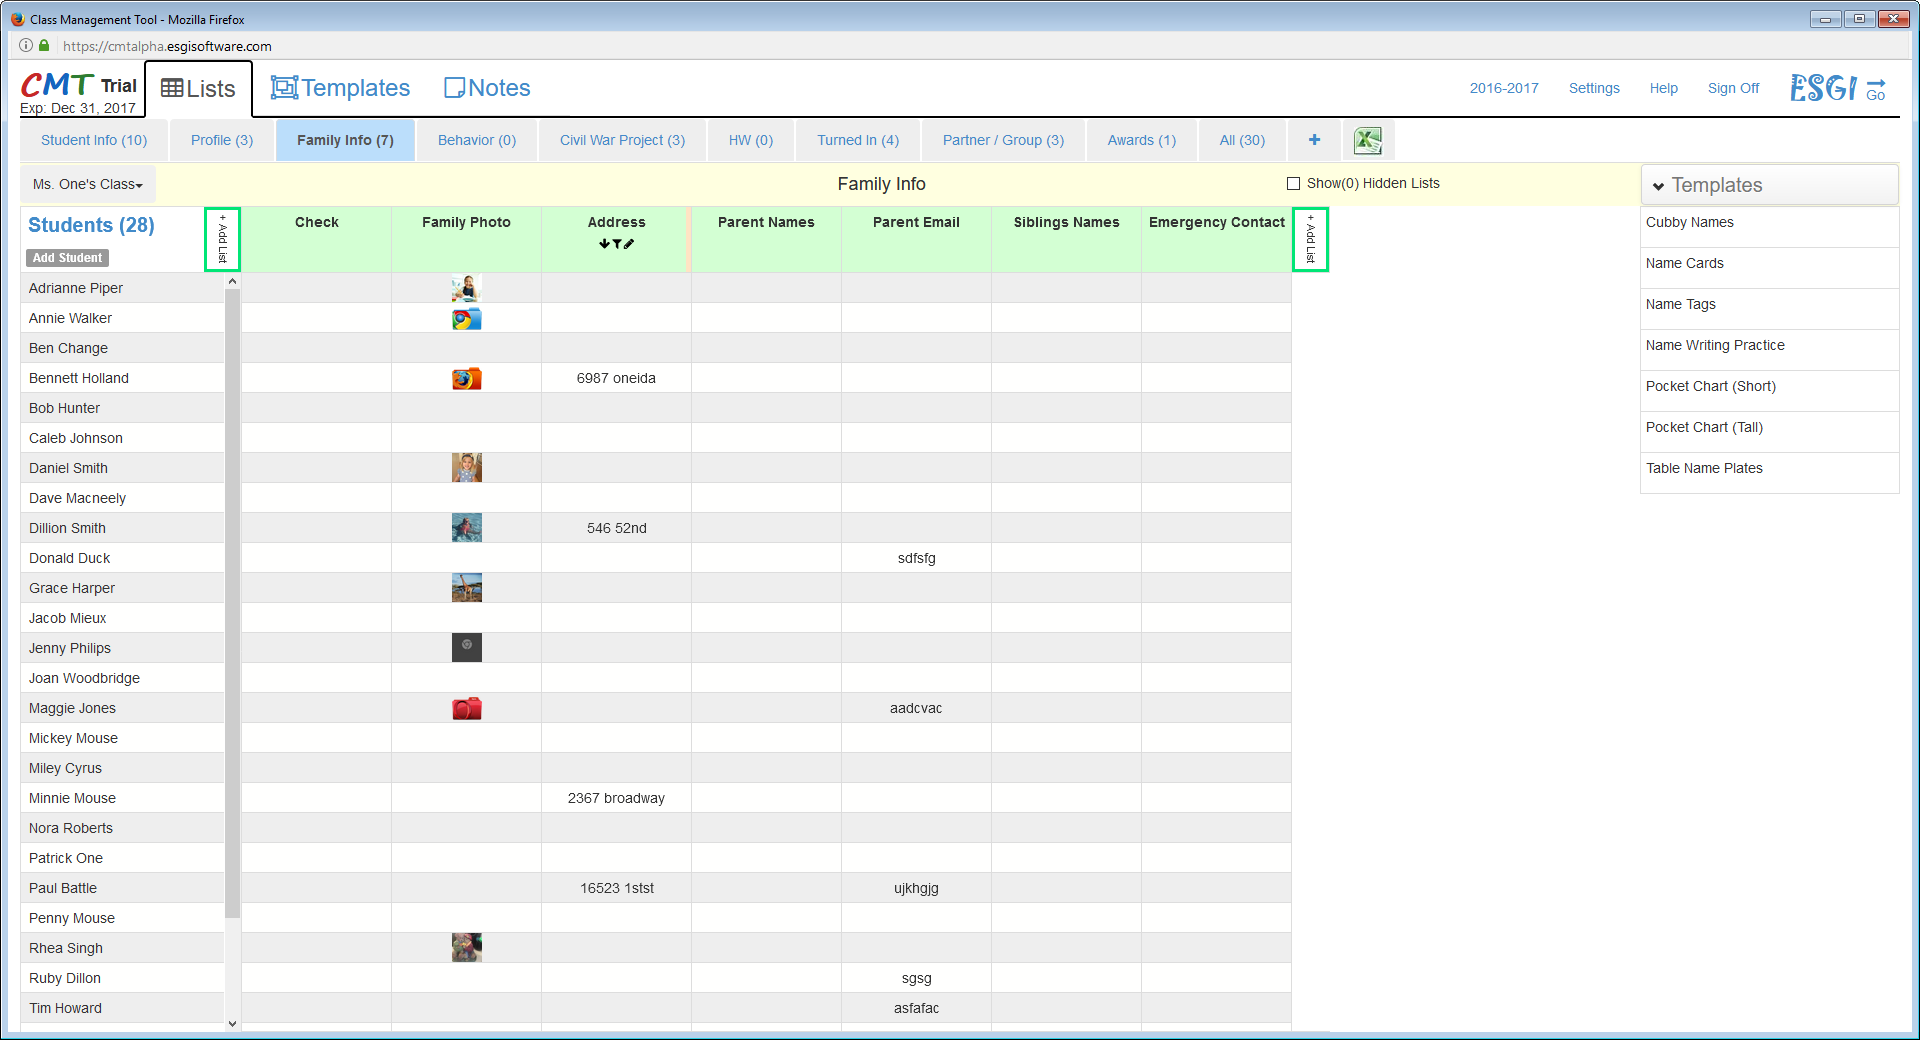 Class Management Tool - Mozilla Firefox
https://cmtalpha.esgisoftware.com
CMT Trial
Exp: Dec 31, 2017
Lists
Templates
Notes
2016-2017
Settings
Help
Sign Off
ESGI
Go
Student Info (10)
Profile (3)
Family Info (7)
Behavior (0)
Civil War Project (3)
HW (0)
Turned In (4)
Partner / Group (3)
Awards (1)
All (30)
+
Ms. One's Class
Family Info
Show(0) Hidden Lists
Templates
Students (28)
Add Student
+ Add List
Check
Family Photo
Address
Parent Names
Parent Email
Siblings Names
Emergency Contact
+ Add List
Cubby Names
Name Cards
Name Tags
Name Writing Practice
Pocket Chart (Short)
Pocket Chart (Tall)
Table Name Plates
Adrianne Piper
Annie Walker
Ben Change
Bennett Holland 6987 oneida
Bob Hunter
Caleb Johnson
Daniel Smith
Dave Macneely
Dillion Smith 546 52nd
Donald Duck sdfsfg
Grace Harper
Jacob Mieux
Jenny Philips
Joan Woodbridge
Maggie Jones aadcvac
Mickey Mouse
Miley Cyrus
Minnie Mouse 2367 broadway
Nora Roberts
Patrick One
Paul Battle 16523 1stst ujkhgjg
Penny Mouse
Rhea Singh
Ruby Dillon sgsg
Tim Howard asfafac